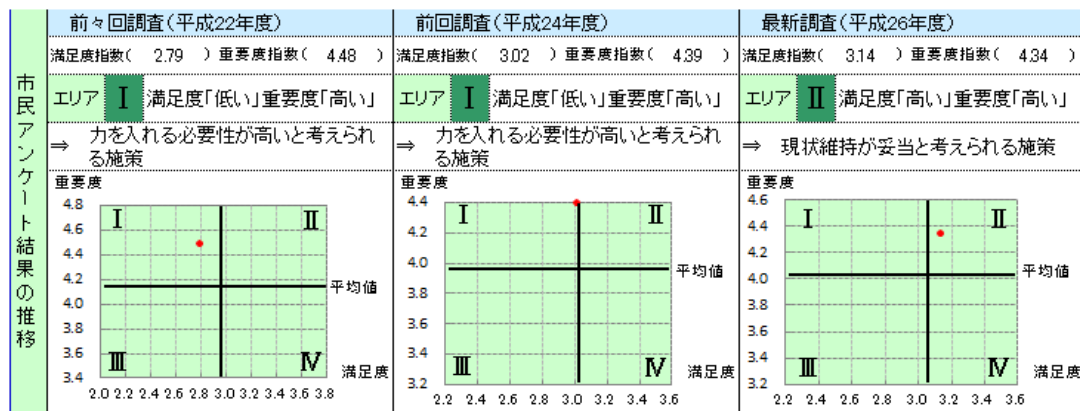 市民アンケート結果の推移
前々回調査(平成22年度)
満足度指数( 2.79 )重要度指数( 4.48 )
エリア Ⅰ 満足度「低い」重要度「高い」
⇒ 力を入れる必要性が高いと考えられ
る施策
重要度
4.8
4.6
4.4
4.2
4.0
3.8
3.6
3.4
Ⅰ Ⅱ
平均値
Ⅲ Ⅳ
満足度
2.0 2.2 2.4 2.6 2.8 3.0 3.2 3.4 3.6 3.8
前回調査(平成24年度)
満足度指数( 3.02 )重要度指数( 4.39 )
エリア Ⅰ 満足度「低い」重要度「高い」
⇒ 力を入れる必要性が高いと考えられ
る施策
重要度
4.4
4.2
4.0
3.8
3.6
3.4
3.2
Ⅰ Ⅱ
平均値
Ⅲ Ⅳ
満足度
2.2 2.4 2.6 2.8 3.0 3.2 3.4 3.6
最新調査(平成26年度)
満足度指数( 3.14 )重要度指数( 4.34 )
エリア Ⅱ 満足度「高い」重要度「高い」
⇒ 現状維持が妥当と考えられる施策
重要度
4.6
4.4
4.2
4.0
3.8
3.6
3.4
3.2
Ⅰ Ⅱ
平均値
Ⅲ Ⅳ
満足度
2.2 2.4 2.6 2.8 3.0 3.2 3.4 3.6